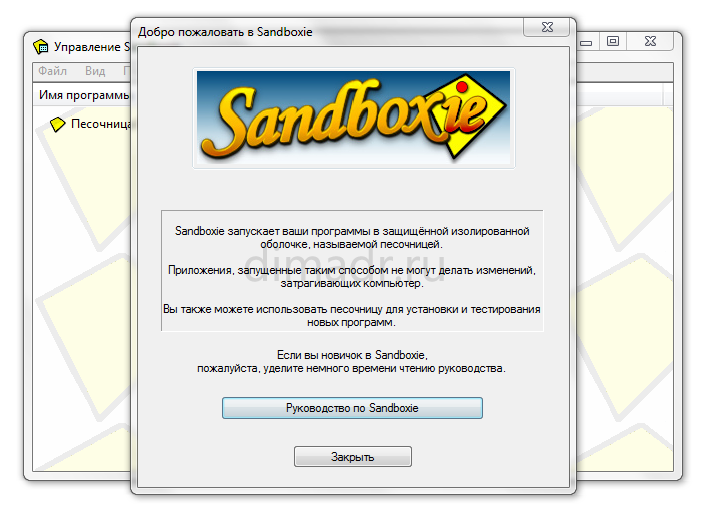 Добро пожаловать в Sandboxie
Управление S
Файл Вид П
Имя программы
Песочница
Sandboxie
Sandboxie запускает ваши программы в защищённой изолированной
оболочке, называемой песочницей.
dimadr.ru
Приложения, запущенные таким способом не могут делать изменений,
затрагивающих компьютер.
Вы также можете использовать песочницу для установки и тестирования
новых программ.
Если вы новичок в Sandboxie,
пожалуйста, уделите немного времени чтению руководства.
Руководство по Sandboxie
Закрыть